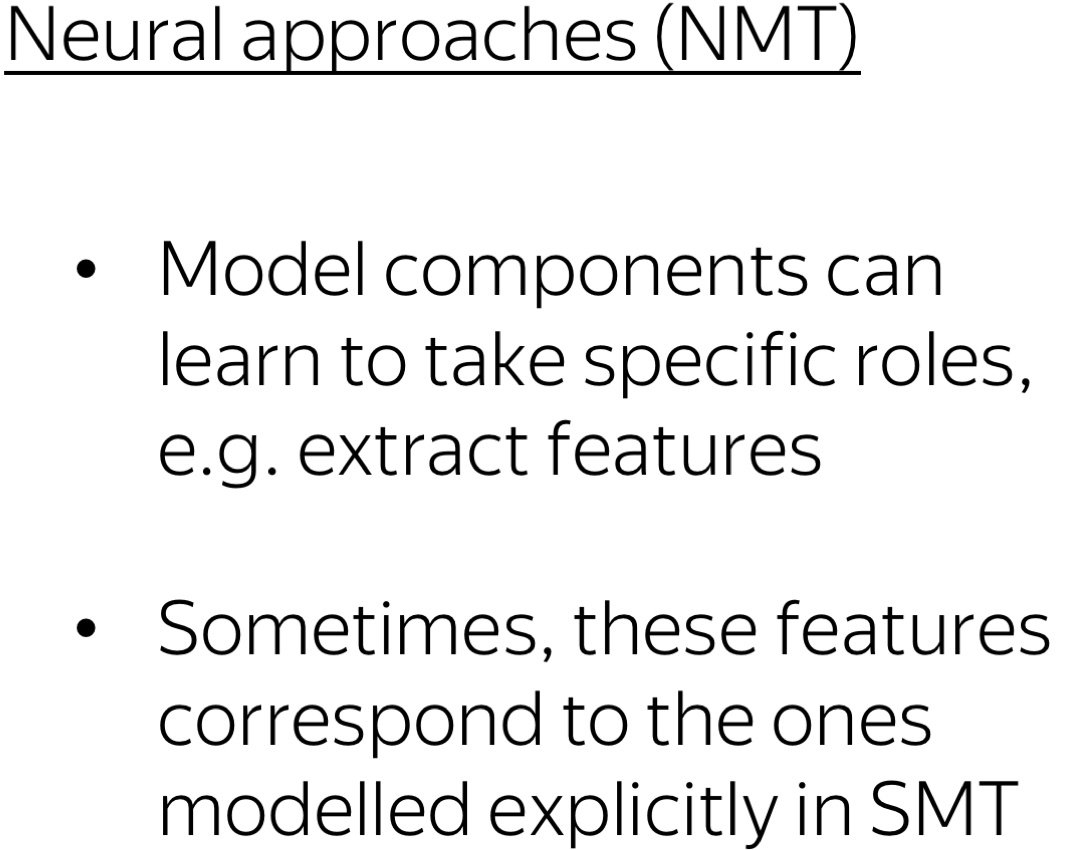 Neural approaches (NMT)
• Model components can
learn to take specific roles,
e.g. extract features
• Sometimes, these features
correspond to the ones
modelled explicitly in SMT